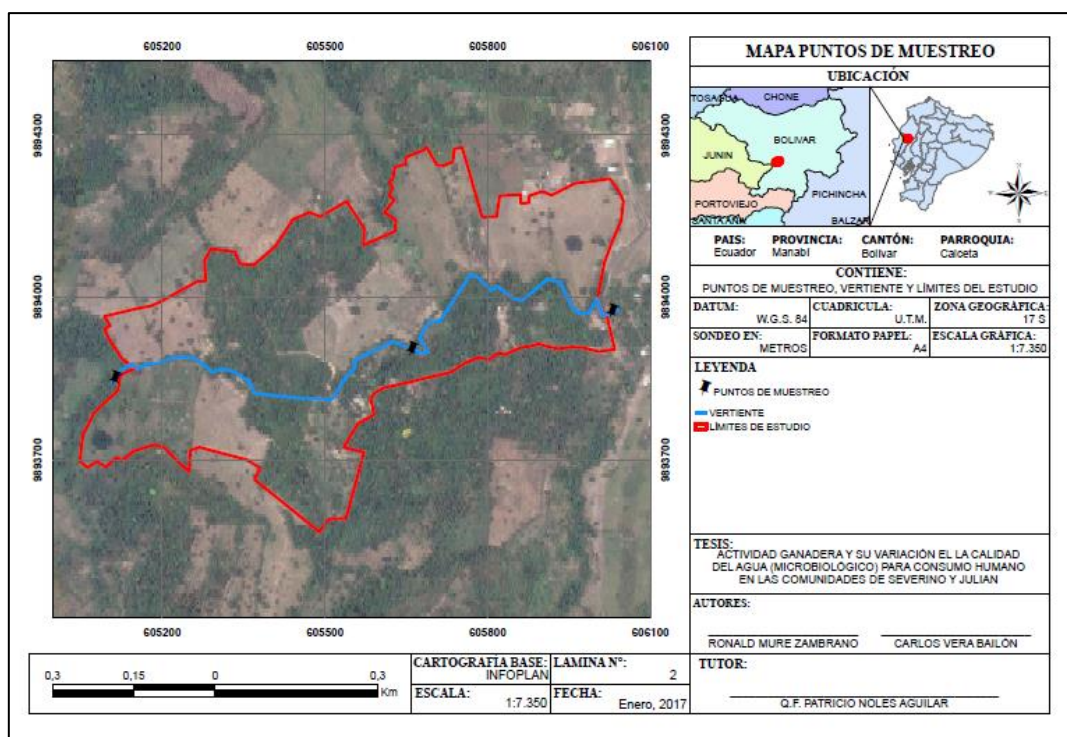 605200 605500 605800 606100
9894300
9894000
9893700
605200 605500 605800 606100
9894300
9894000
9893700
0,3 0,15 0 0,3
Km
CARTOGRAFÍA BASE:
INFOPLAN
LAMINA N°:
2
ESCALA:
1:7.350
FECHA:
Enero, 2017
MAPA PUNTOS DE MUESTREO
UBICACIÓN
TOSAGUA
CHONE
BOLIVAR
JUNIN
PICHINCHA
PORTOVIEJO
SANTA ANA
BALZAR
PAIS: PROVINCIA: CANTÓN: PARROQUIA:
Ecuador Manabí Bolívar Calceta
CONTIENE:
PUNTOS DE MUESTREO, VERTIENTE Y LÍMITES DEL ESTUDIO
DATUM:
W.G.S. 84
CUADRICULA:
U.T.M.
ZONA GEOGRÁFICA:
17 S
SONDEO EN:
METROS
FORMATO PAPEL:
A4
ESCALA GRÁFICA:
1:7.350
LEYENDA
PUNTOS DE MUESTREO
VERTIENTE
LÍMITES DE ESTUDIO
TESIS:
ACTIVIDAD GANADERA Y SU VARIACIÓN EL LA CALIDAD
DEL AGUA (MICROBIOLÓGICO) PARA CONSUMO HUMANO
EN LAS COMUNIDADES DE SEVERINO Y JULIAN
AUTORES:
RONALD MURE ZAMBRANO CARLOS VERA BAILÓN
TUTOR:
Q.F. PATRICIO NOLES AGUILAR